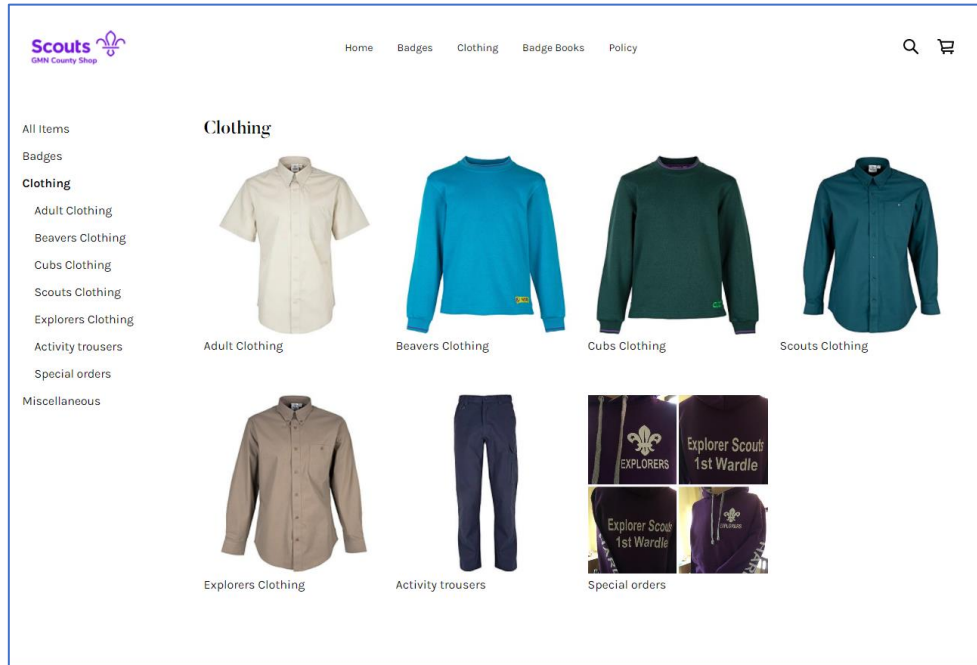 Scouts
GMN County Shop
Home Badges Clothing Badge Books Policy
All Items
Badges
Clothing
Adult Clothing
Beavers Clothing
Cubs Clothing
Scouts Clothing
Explorers Clothing
Activity trousers
Special orders
Miscellaneous
Clothing
Adult Clothing Beavers Clothing Cubs Clothing Scouts Clothing
EXPLORERS
Explorer Scouts
1st Wardle
Explorer Scouts
1st Wardle
EXPLORERS
Explorers Clothing Activity trousers Special orders